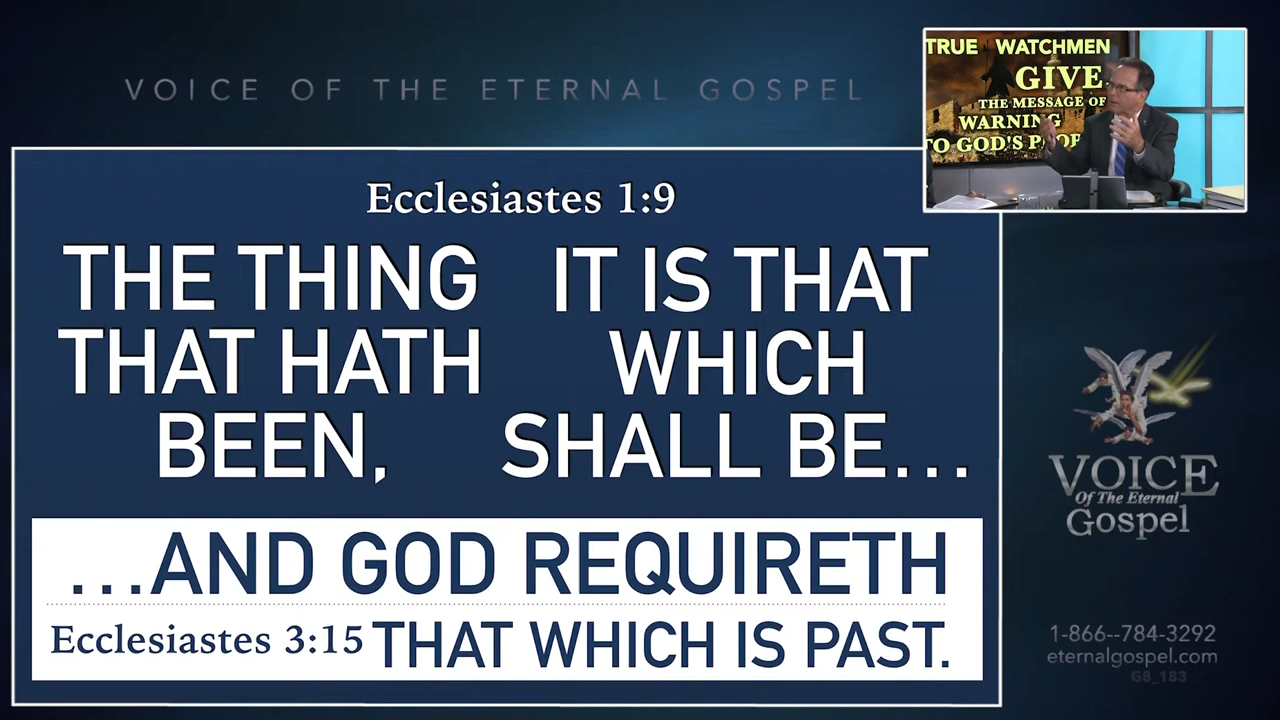 VOICE OF THE ETERNAL GOSPEL
TRUE WATCHMEN
GIVE
THE MESSAGE OF
WARNING
TO GOD'S
Ecclesiastes 1:9
THE THING
THAT HATH
BEEN,
IT IS THAT
WHICH
SHALL BE...
...AND GOD REQUIRETH
Ecclesiastes 3:15 THAT WHICH IS PAST.
VOICE
Of The Eternal
Gospel
1-866--784-3292
eternalgospel.com
G8_183